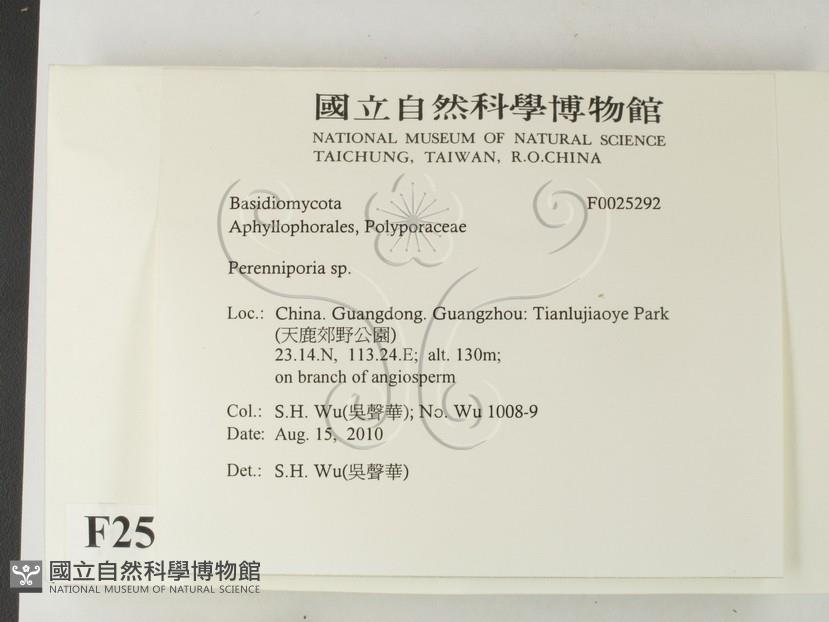 國立自然科學博物館
NATIONAL MUSEUM OF NATURAL SCIENCE
TAICHUNG, TAIWAN, R.O.CHINA
Basidiomycota F0025292
Aphyllophorales, Polyporaceae
Perenniporia sp.
Loc.: China. Guangdong. Guangzhou: Tianlujiaoye Park
(天鹿郊野公園)
23.14.N, 113.24.E; alt. 130m;
on branch of angiosperm
Col.: S.H. Wu(吳聲華); No. Wu 1008-9
Date: Aug. 15, 2010
Det.: S.H. Wu(吳聲華)
F25
國立自然科學博物館
NATIONAL MUSEUM OF NATURAL SCIENCE